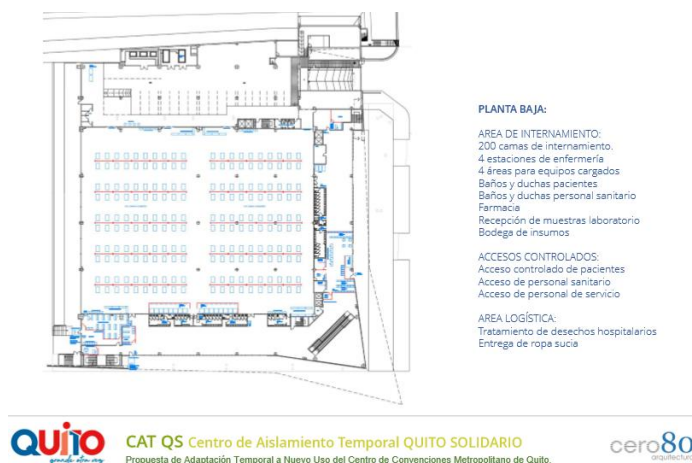 PLANTA BAJA:
AREA DE INTERNAMIENTO:
200 camas de internamiento.
4 estaciones de enfermería
4 áreas para equipos cargados
Baños y duchas pacientes
Baños y duchas personal sanitario
Farmacia
Recepción de muestras laboratorio
Bodega de insumos
ACCESOS CONTROLADOS:
Acceso controlado de pacientes
Acceso de personal sanitario
Acceso de personal de servicio
AREA LOGÍSTICA:
Tratamiento de desechos hospitalarios
Entrega de ropa sucia
QUITO
grande otra vez
CAT QS Centro de Aislamiento Temporal QUITO SOLIDARIO
Propuesta de Adaptación Temporal a Nuevo Uso del Centro de Convenciones Metropolitano de Quito.
cero80
arquitectura